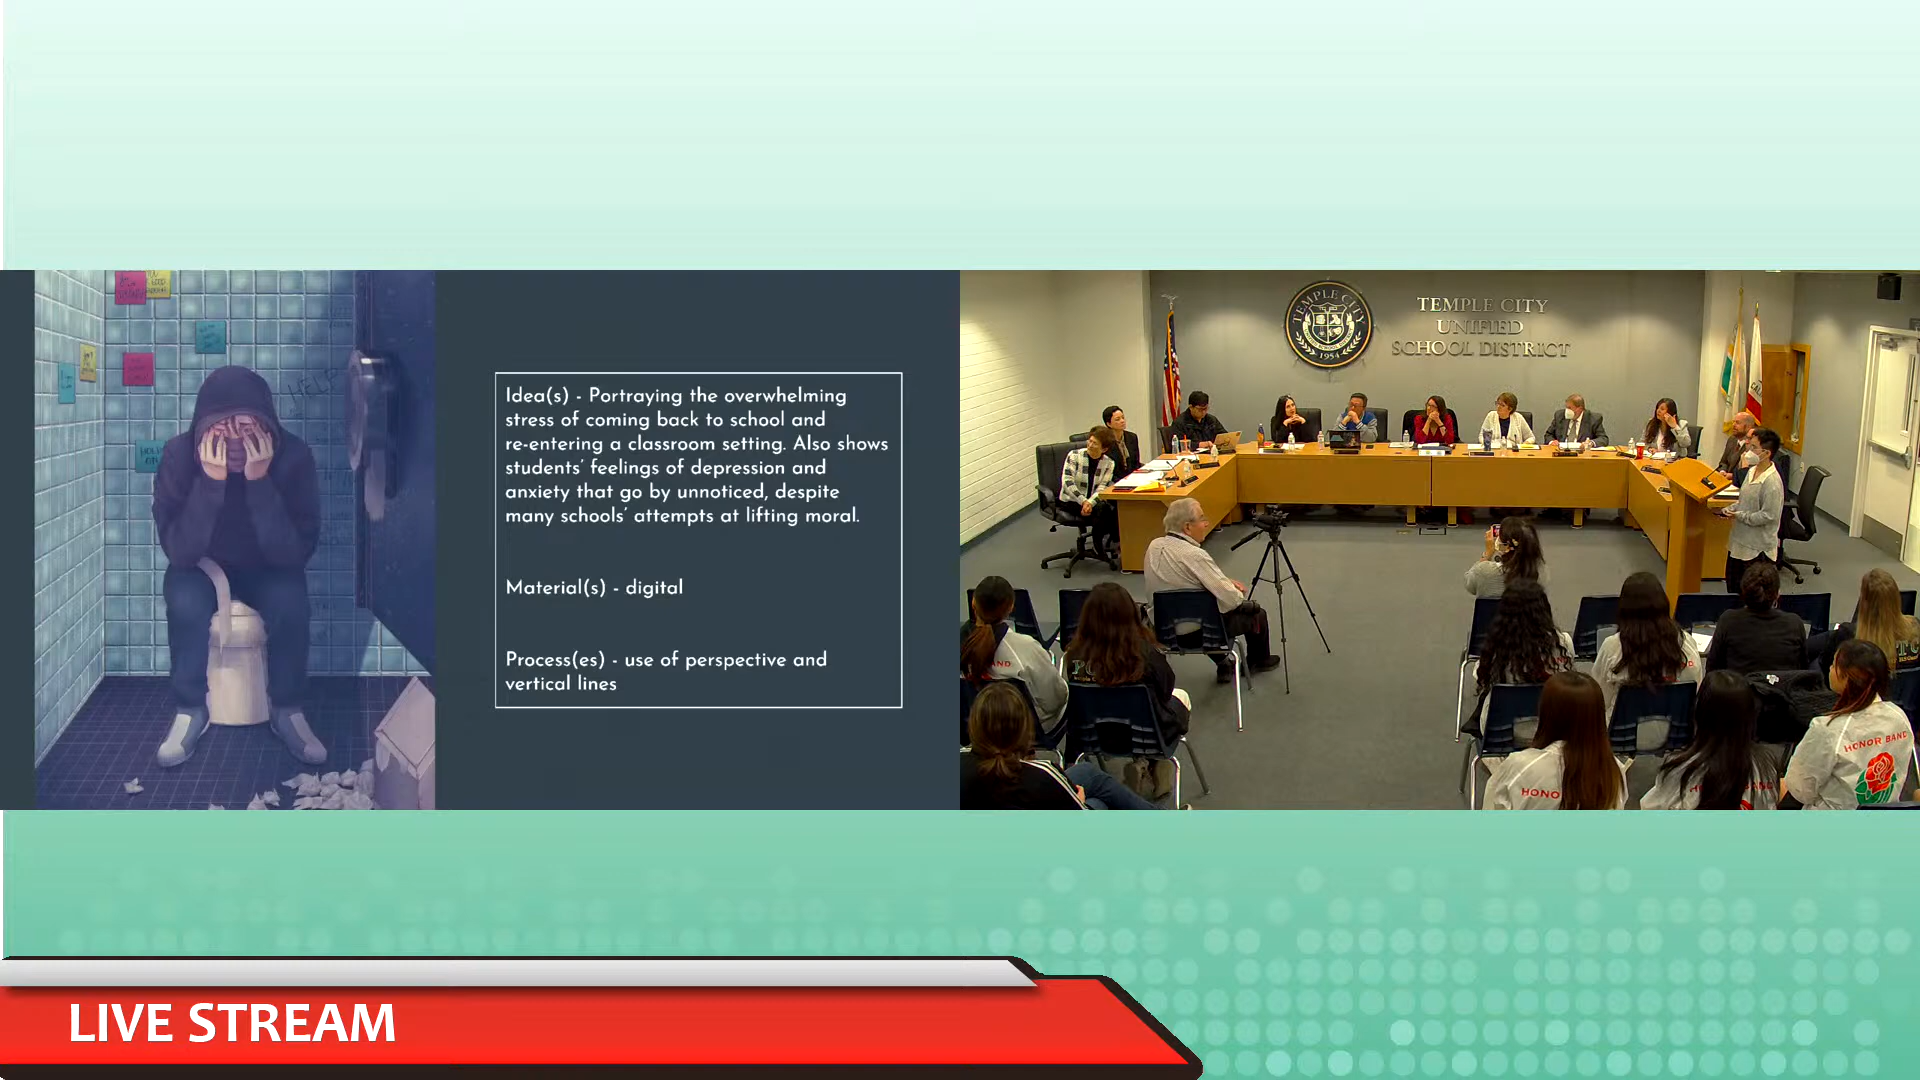 HELP
Idea(s) - Portraying the overwhelming
stress of coming back to school and
re-entering a classroom setting. Also shows
students' feelings of depression and
anxiety that go by unnoticed, despite
many schools' attempts at lifting moral.
Material(s) - digital
Process(es) - use of perspective and
vertical lines
TEMPLE CITY
1954
TEMPLE CITY
UNIFIED
SCHOOL DISTRICT
HONOR BAND
LIVE STREAM